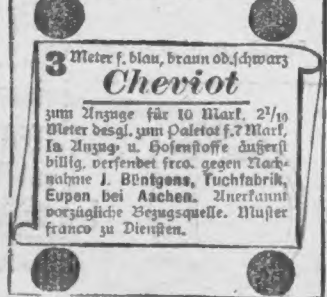 3 Meter f. blau, braun od. schwarz
Cheviot
zum Anzuge für 10 Mark, 2¹/₁₀
Meter desgl. zum Paletot f. 7 Mark,
Ia Anzug- u. Hosenstoffe äußerst
billig, versendet frco. gegen Nach-
nahme J. Büntgens, Tuchfabrik,
Eupen bei Aachen. Anerkannt
vorzügliche Bezugsquelle. Muster
franco zu Diensten.